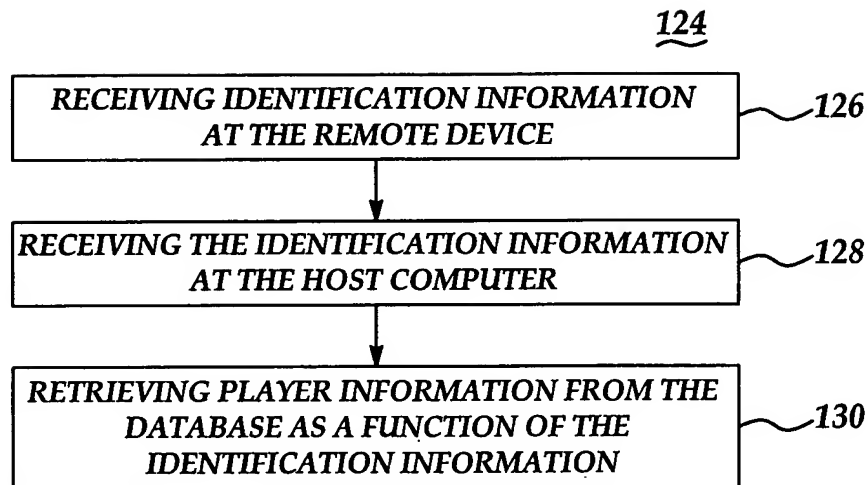 124
RECEIVING IDENTIFICATION INFORMATION
AT THE REMOTE DEVICE
126
RECEIVING THE IDENTIFICATION INFORMATION
AT THE HOST COMPUTER
128
RETRIEVING PLAYER INFORMATION FROM THE
DATABASE AS A FUNCTION OF THE
IDENTIFICATION INFORMATION
130